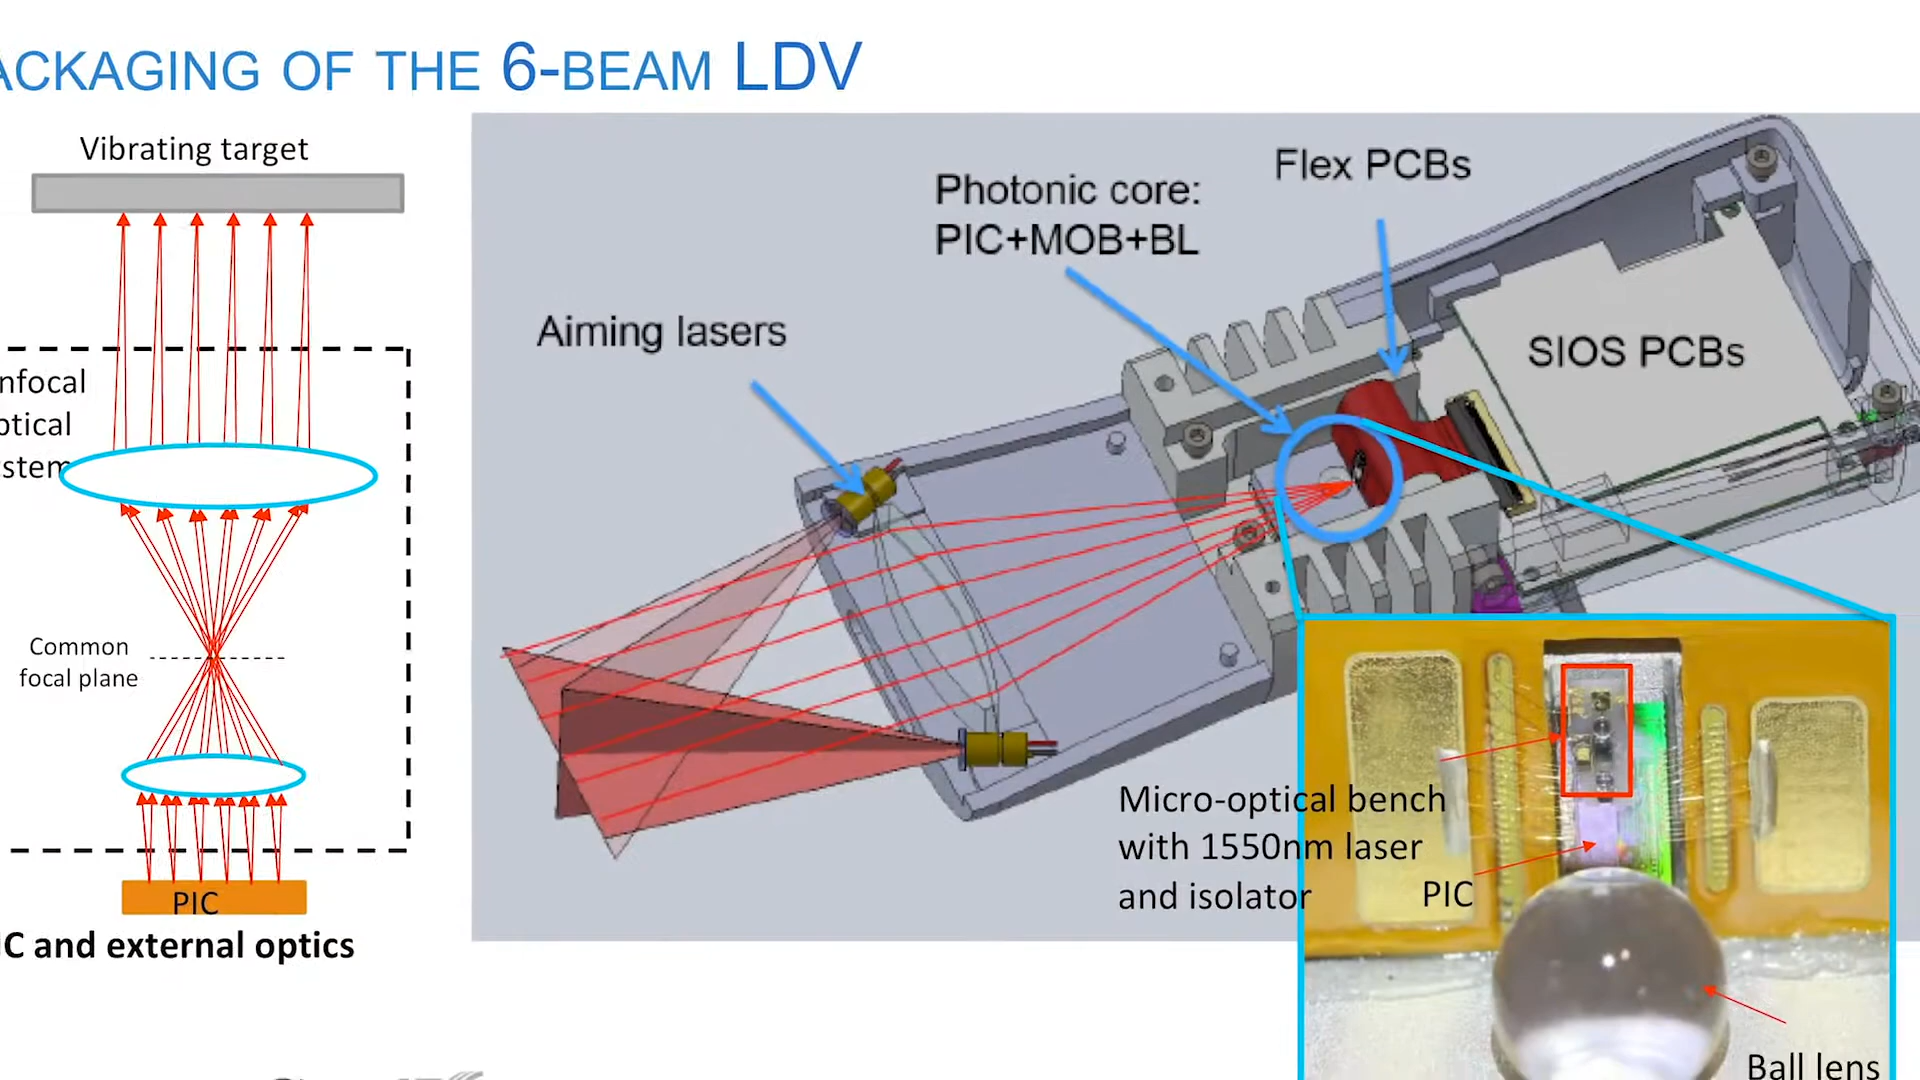 ACKAGING OF THE 6-BEAM LDV
Vibrating target
nfocal
ptical
stem
Common
focal plane
PIC
IC and external optics
Aiming lasers
Photonic core:
PIC+MOB+BL
Flex PCBs
SIOS PCBs
Micro-optical bench
with 1550nm laser
and isolator
PIC
Ball lens